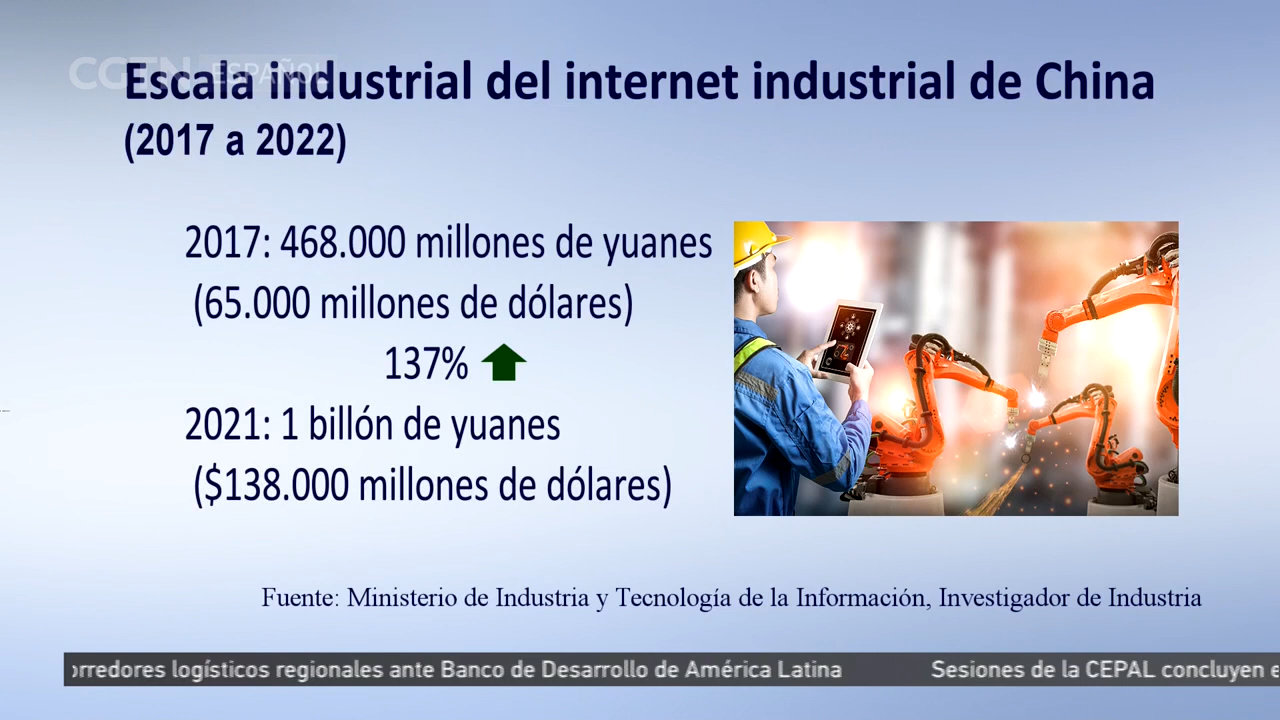 CGTN ESPAÑOL
Escala industrial del internet industrial de China
(2017 a 2022)
2017: 468.000 millones de yuanes
(65.000 millones de dólares)
137%
2021: 1 billón de yuanes
($138.000 millones de dólares)
Fuente: Ministerio de Industria y Tecnología de la Información, Investigador de Industria
orredores logísticos regionales ante Banco de Desarrollo de América Latina Sesiones de la CEPAL concluyen e